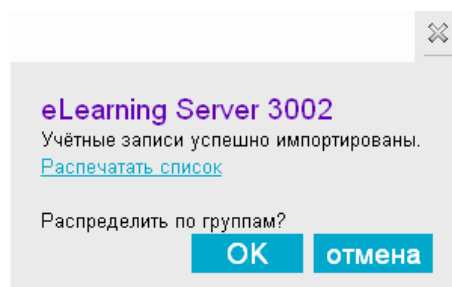 eLearning Server 3002
Учётные записи успешно импортированы.
Распечатать список
Распределить по группам?
OK отмена